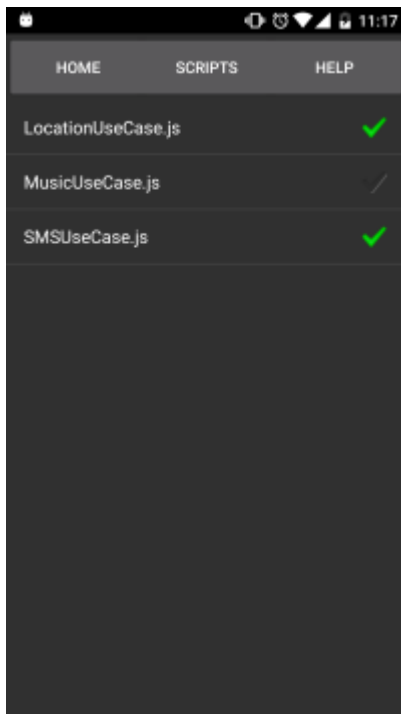 11:17
HOME SCRIPTS HELP
LocationUseCase.js
MusicUseCase.js
SMSUseCase.js